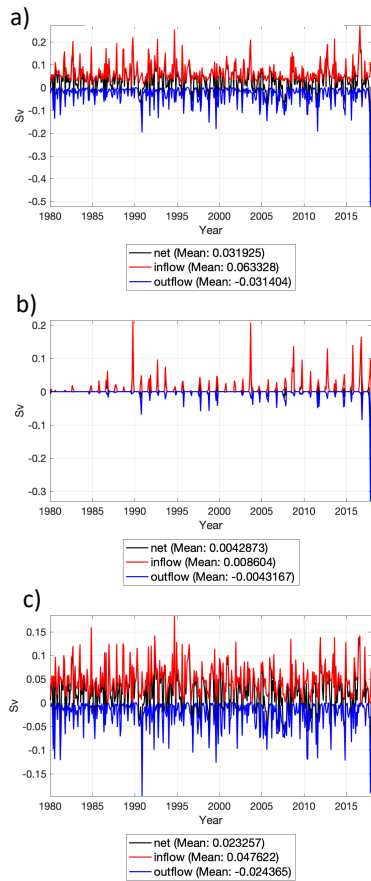 a)
0.2
0.1
0
-0.1
-0.2
-0.3
-0.4
-0.5
Sv
1980 1985 1990 1995 2000 2005 2010 2015
Year
net (Mean: 0.031925)
inflow (Mean: 0.063328)
outflow (Mean: -0.031404)
b)
0.2
0.1
0
-0.1
-0.2
-0.3
Sv
1980 1985 1990 1995 2000 2005 2010 2015
Year
net (Mean: 0.0042873)
inflow (Mean: 0.008604)
outflow (Mean: -0.0043167)
c)
0.15
0.1
0.05
0
-0.05
-0.1
-0.15
Sv
1980 1985 1990 1995 2000 2005 2010 2015
Year
net (Mean: 0.023257)
inflow (Mean: 0.047622)
outflow (Mean: -0.024365)